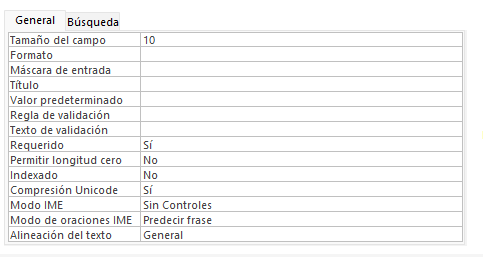 General Búsqueda
Tamaño del campo 10
Formato
Máscara de entrada
Título
Valor predeterminado
Regla de validación
Texto de validación
Requerido Sí
Permitir longitud cero No
Indexado No
Compresión Unicode Sí
Modo IME Sin Controles
Modo de oraciones IME Predecir frase
Alineación del texto General